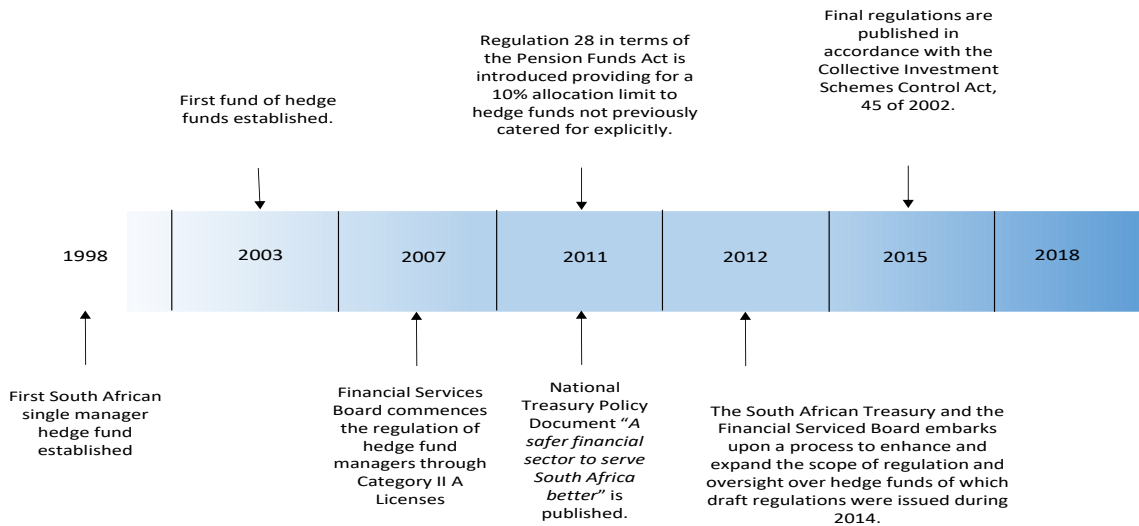 First fund of hedge
funds established.
Regulation 28 in terms of
the Pension Funds Act is
introduced providing for a
10% allocation limit to
hedge funds not previously
catered for explicitly.
Final regulations are
published in
accordance with the
Collective Investment
Schemes Control Act,
45 of 2002.
1998
2003
2007
2011
2012
2015
2018
First South African
single manager
hedge fund
established
Financial Services
Board commences
the regulation of
hedge fund
managers through
Category II A
Licenses
National
Treasury Policy
Document “A
safer financial
sector to serve
South Africa
better” is
published.
The South African Treasury and the
Financial Serviced Board embarks
upon a process to enhance and
expand the scope of regulation and
oversight over hedge funds of which
draft regulations were issued during
2014.